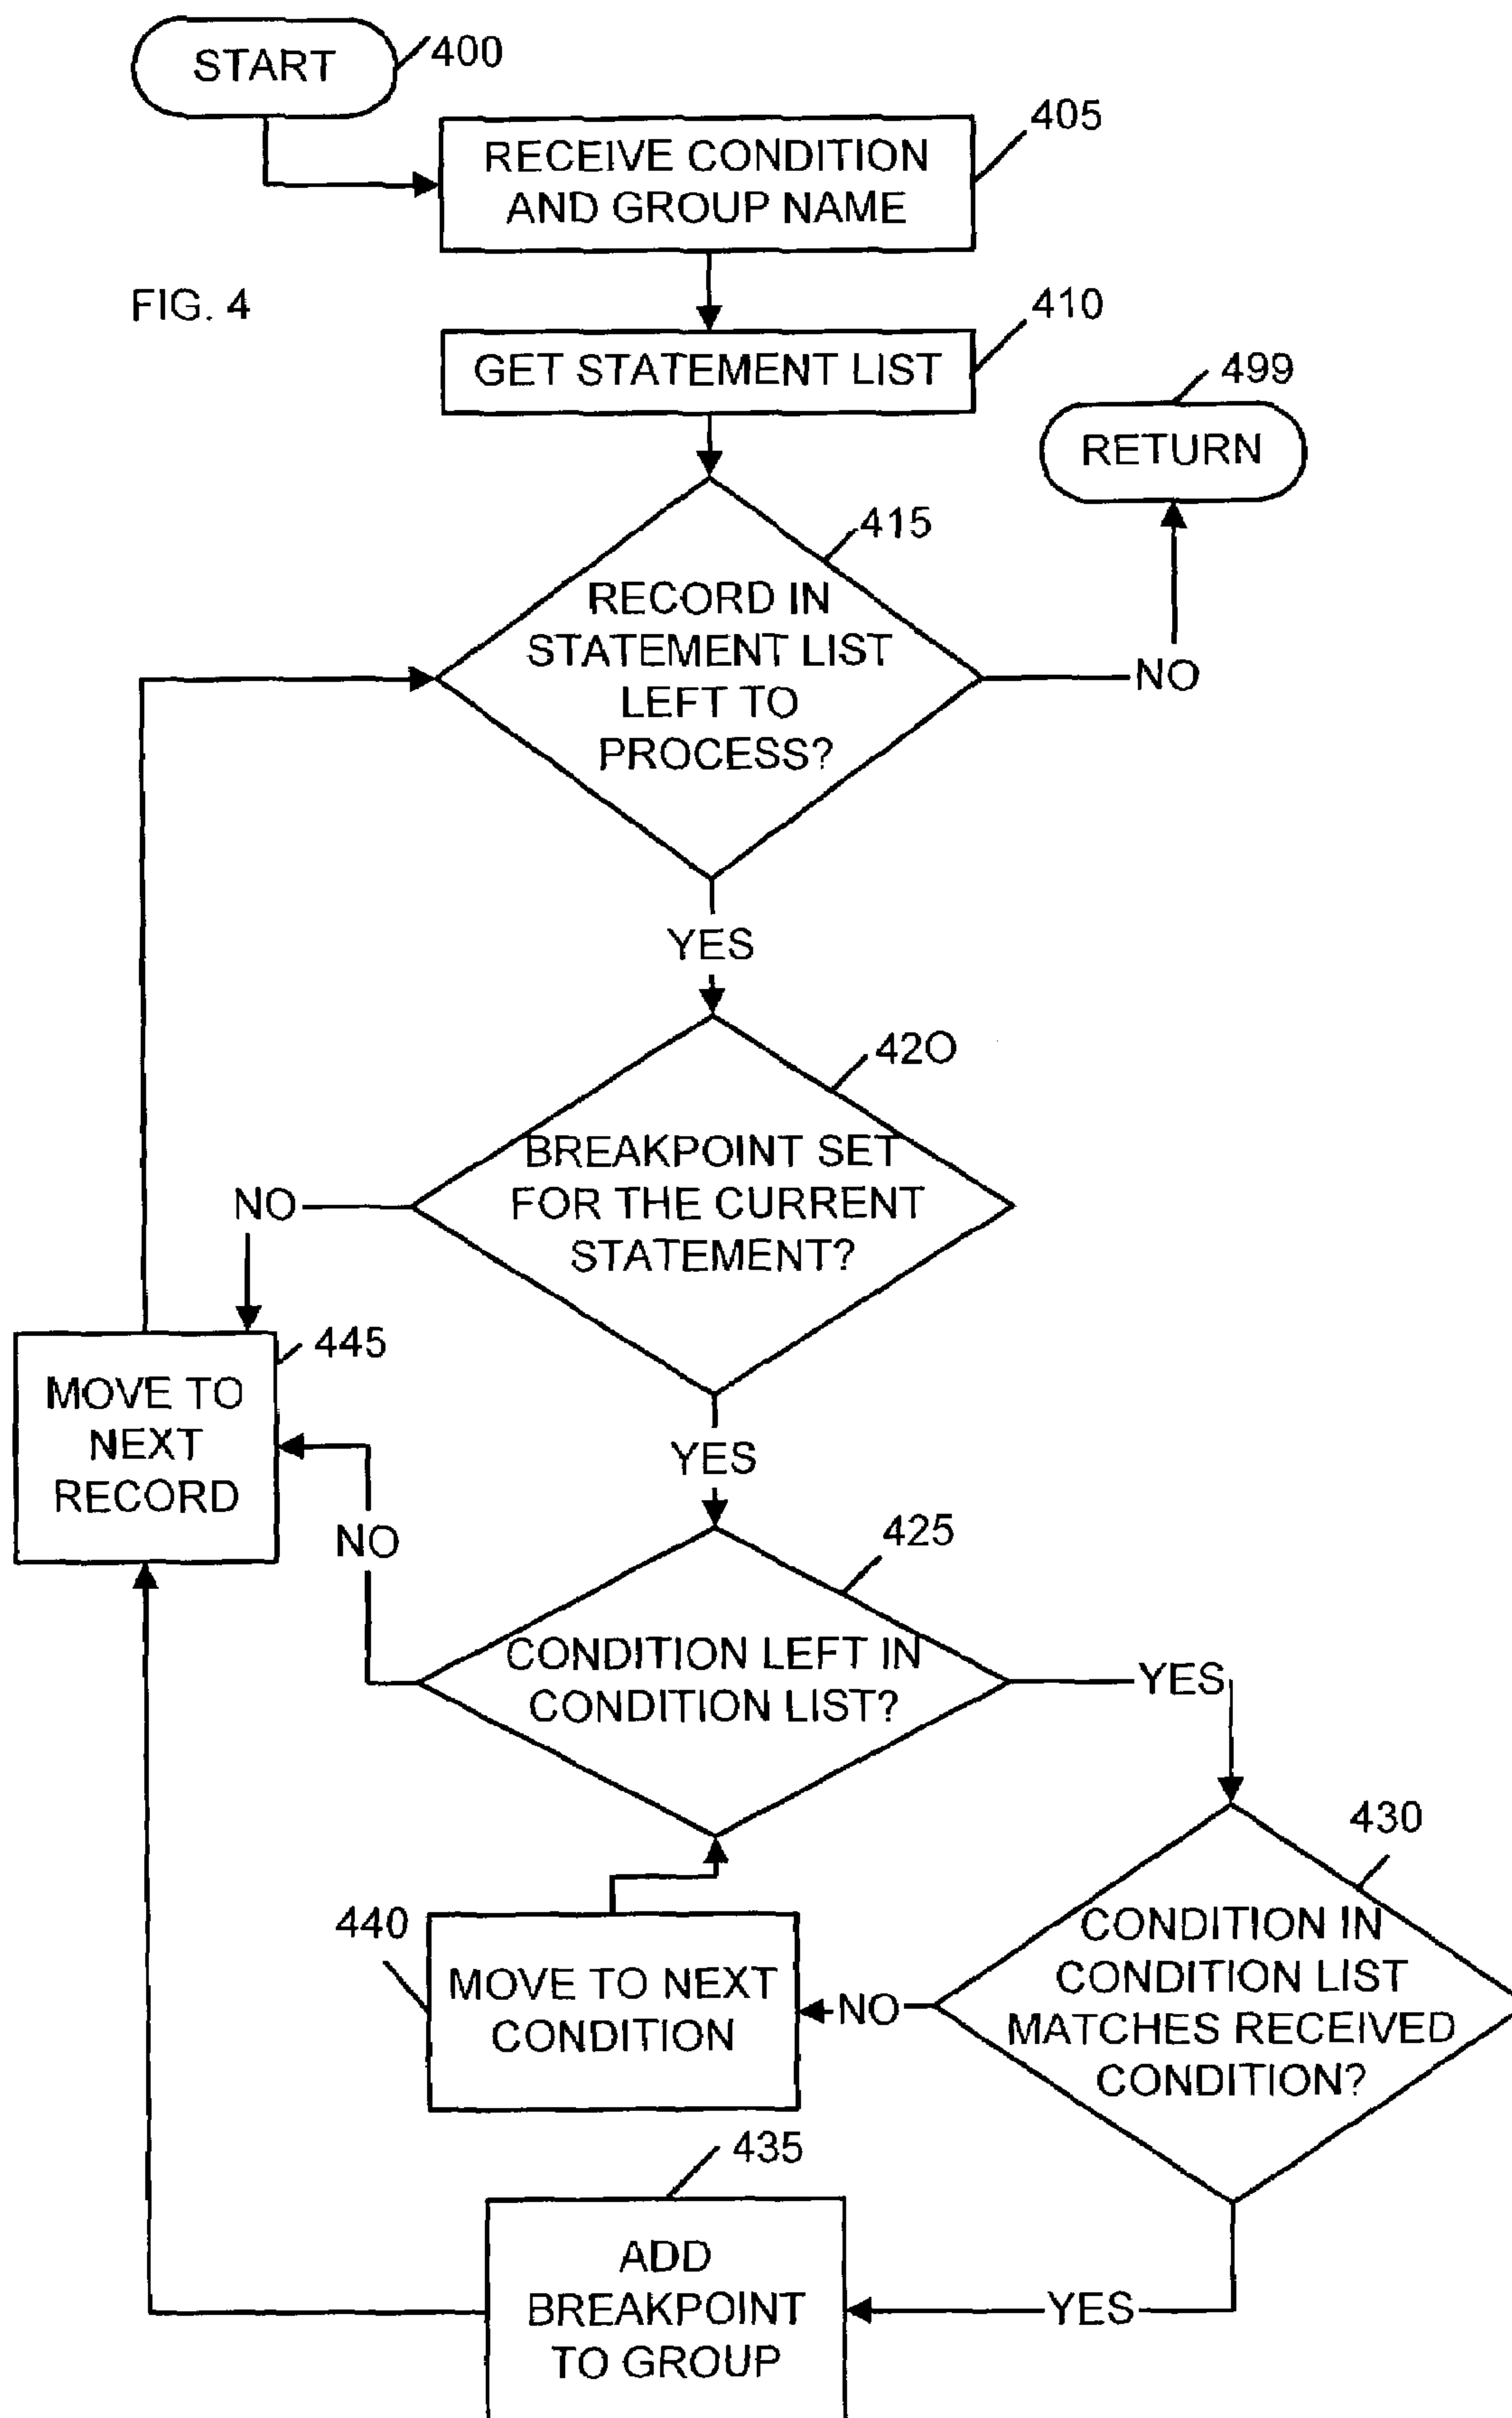 START
400
RECEIVE CONDITION
AND GROUP NAME
405
FIG. 4
GET STATEMENT LIST
410
RETURN
499
RECORD IN
STATEMENT LIST
LEFT TO
PROCESS?
415
NO
YES
BREAKPOINT SET
FOR THE CURRENT
STATEMENT?
420
NO
YES
MOVE TO
NEXT
RECORD
445
NO
CONDITION LEFT IN
CONDITION LIST?
425
YES
CONDITION IN
CONDITION LIST
MATCHES RECEIVED
CONDITION?
430
NO
MOVE TO NEXT
CONDITION
440
YES
ADD
BREAKPOINT
TO GROUP
435